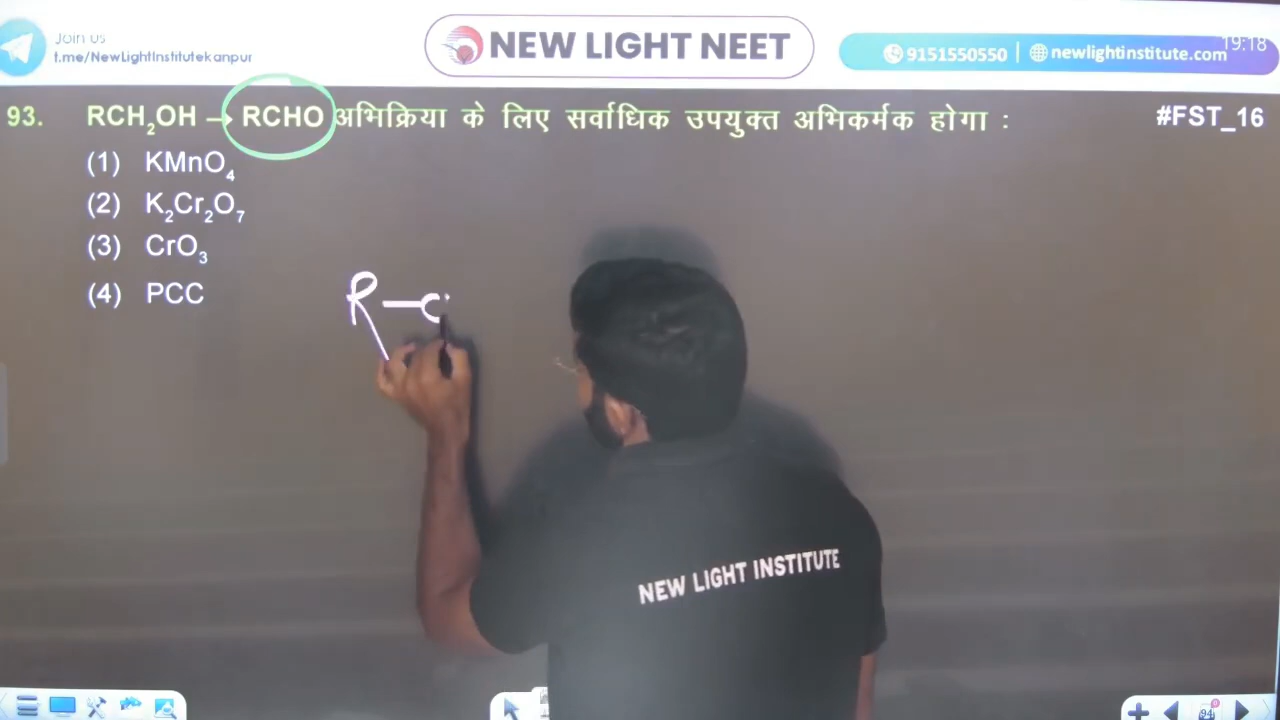 Join us
t.me/NewLightInstitutekanpur
NEW LIGHT NEET
9151550550 | newlightinstitute.com
19:18
93. RCH₂OH → RCHO अभिक्रिया के लिए सर्वाधिक उपयुक्त अभिकर्मक होगा : #FST_16
(1) KMnO₄
(2) K₂Cr₂O₇
(3) CrO₃
(4) PCC
R—C
NEW LIGHT INSTITUTE
94